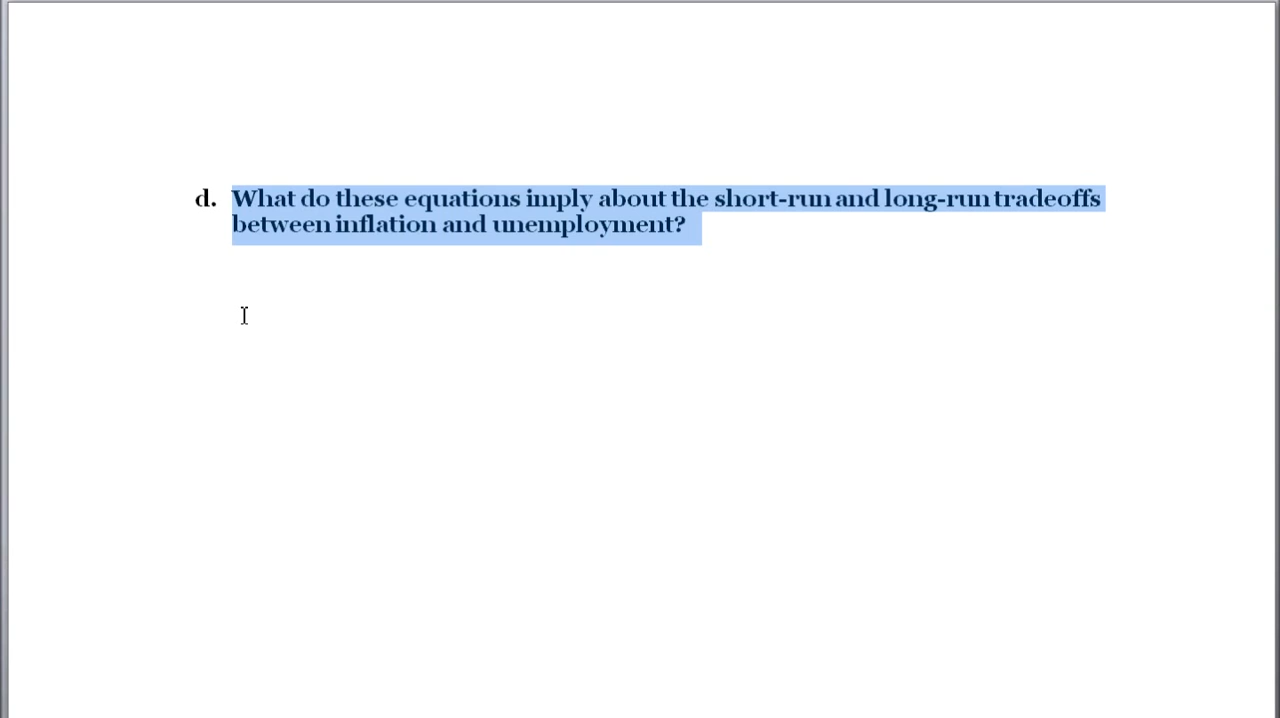 d. What do these equations imply about the short-run and long-run tradeoffs
between inflation and unemployment?